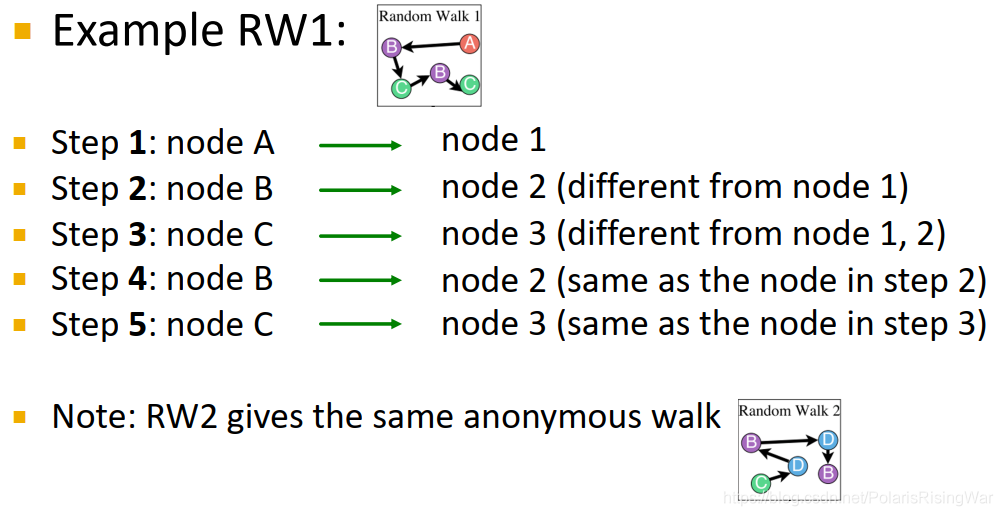 Example RW1:
Random Walk 1
B A
C B C
Step 1: node A node 1
Step 2: node B node 2 (different from node 1)
Step 3: node C node 3 (different from node 1, 2)
Step 4: node B node 2 (same as the node in step 2)
Step 5: node C node 3 (same as the node in step 3)
Note: RW2 gives the same anonymous walk
Random Walk 2
B D
D B
C
https://blog.csdn.net/PolarisRisingWar